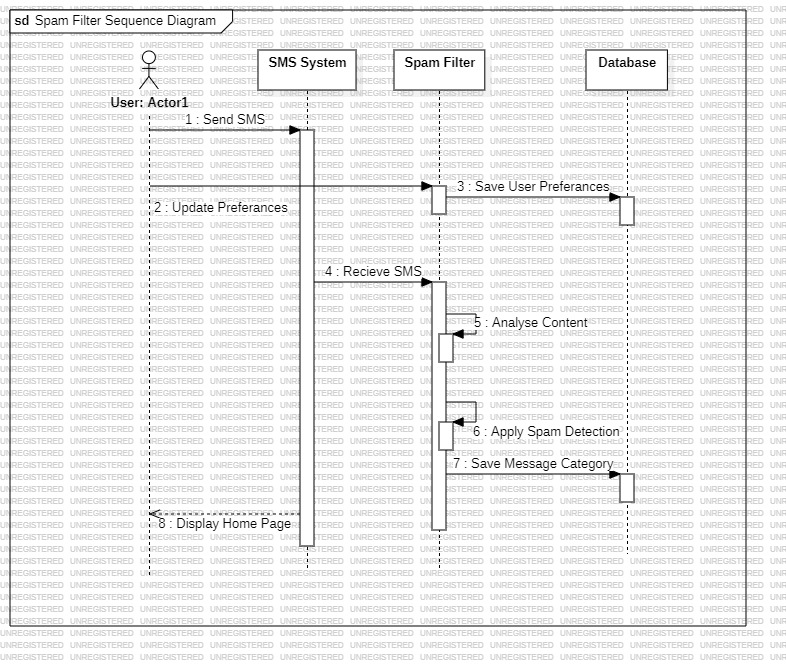 sd Spam Filter Sequence Diagram
SMS System
Spam Filter
Database
User: Actor1
1 : Send SMS
3 : Save User Preferances
2 : Update Preferances
4 : Recieve SMS
5 : Analyse Content
6 : Apply Spam Detection
7 : Save Message Category
8 : Display Home Page
UNREGISTERED